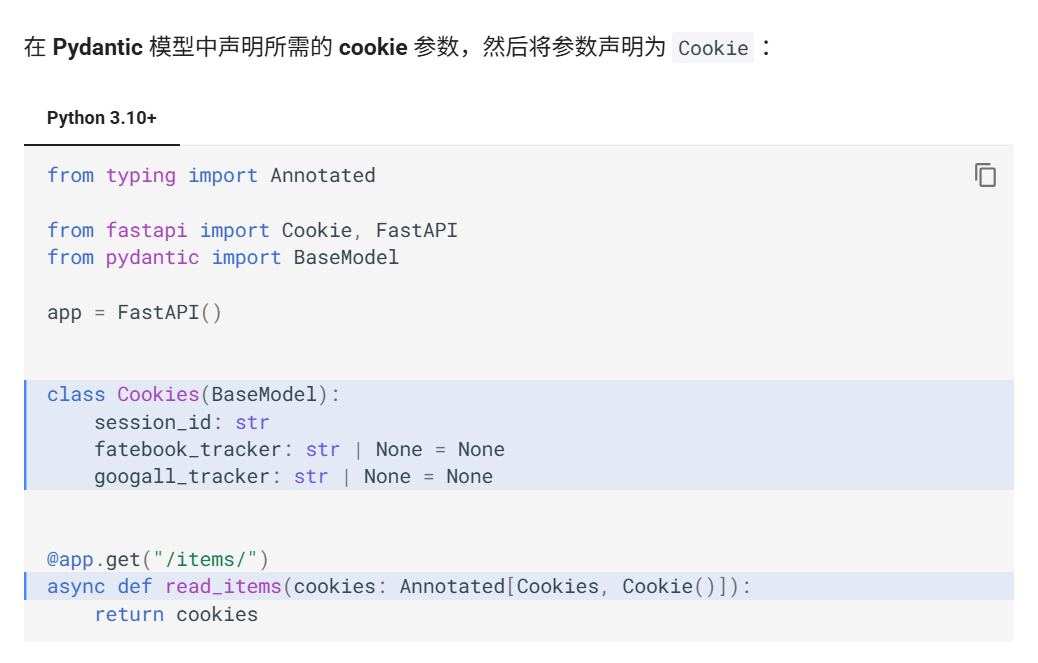 在 Pydantic 模型中声明所需的 cookie 参数，然后将参数声明为 Cookie ：
Python 3.10+
from typing import Annotated
from fastapi import Cookie, FastAPI
from pydantic import BaseModel
app = FastAPI()
class Cookies(BaseModel):
    session_id: str
    fatebook_tracker: str | None = None
    googall_tracker: str | None = None
@app.get("/items/")
async def read_items(cookies: Annotated[Cookies, Cookie()]):
    return cookies